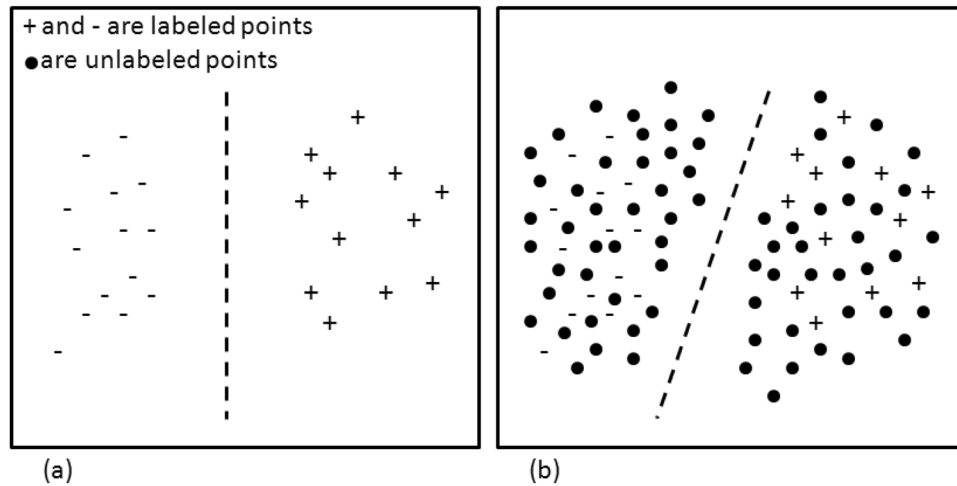 + and - are labeled points
● are unlabeled points
(a)
(b)